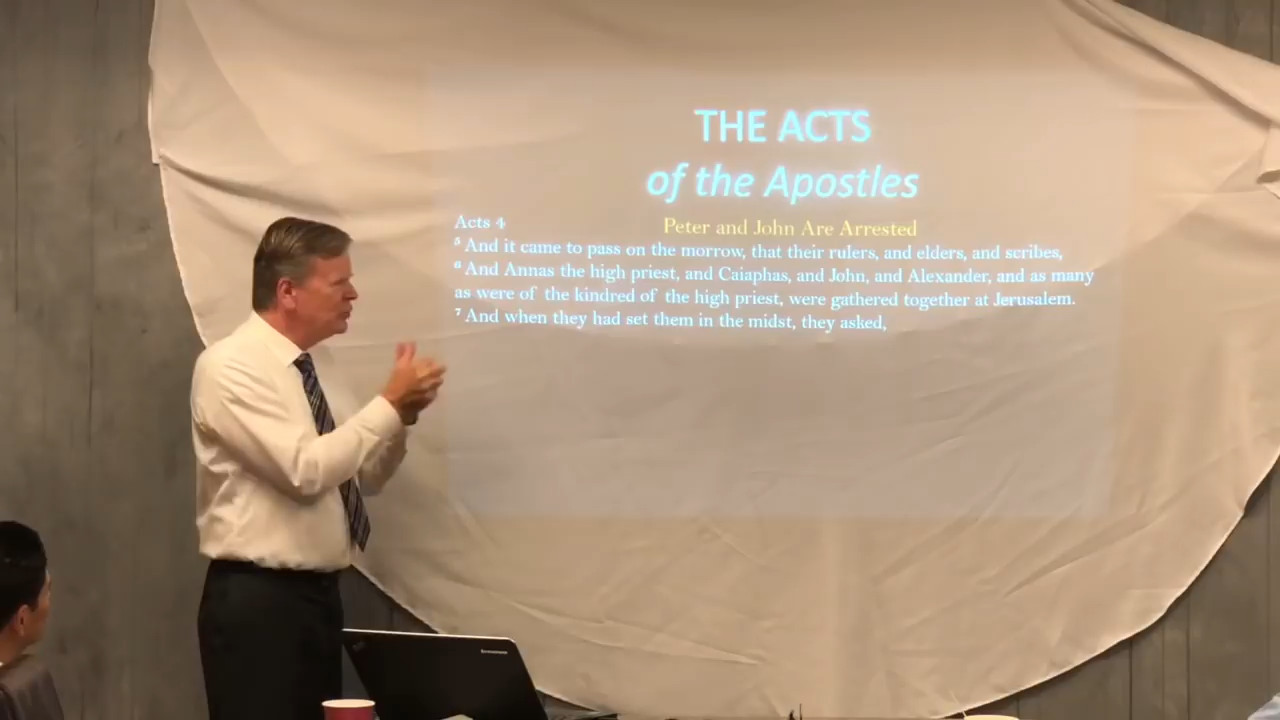 THE ACTS
of the Apostles
Acts 4 Peter and John Are Arrested
⁵ And it came to pass on the morrow, that their rulers, and elders, and scribes,
⁶ And Annas the high priest, and Caiaphas, and John, and Alexander, and as many
as were of the kindred of the high priest, were gathered together at Jerusalem.
⁷ And when they had set them in the midst, they asked,
Lenovo